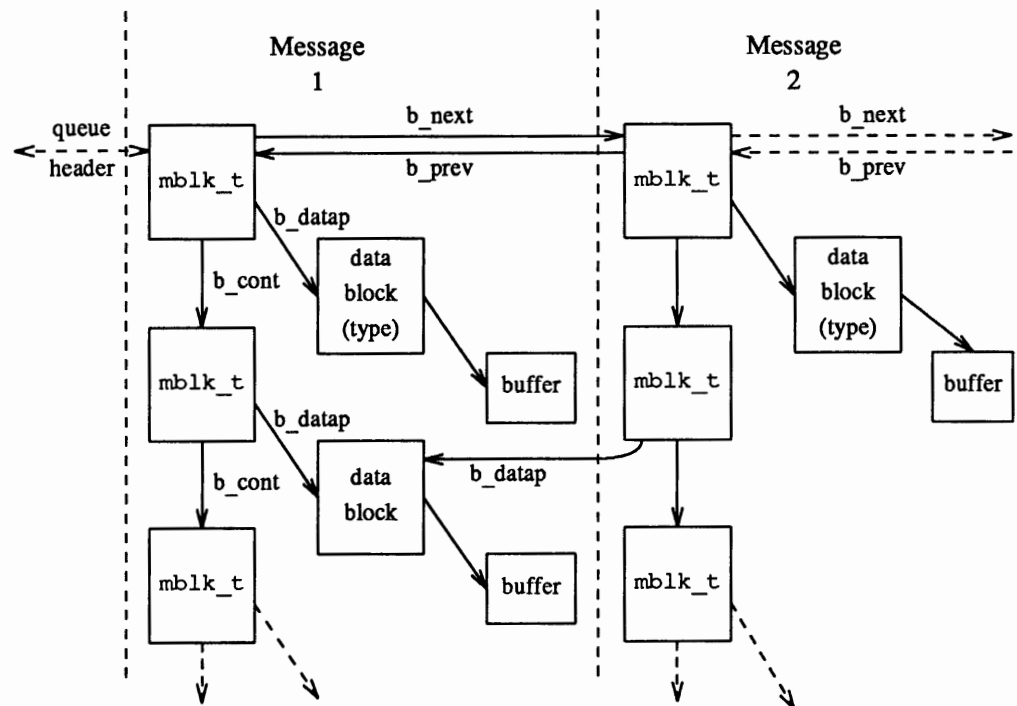 Message
1
Message
2
queue
header
b_next
b_prev
b_next
b_prev
mblk_t
mblk_t
b_datap
b_cont
data
block
(type)
data
block
(type)
buffer
buffer
mblk_t
mblk_t
b_datap
b_cont
data
block
b_datap
buffer
mblk_t
mblk_t